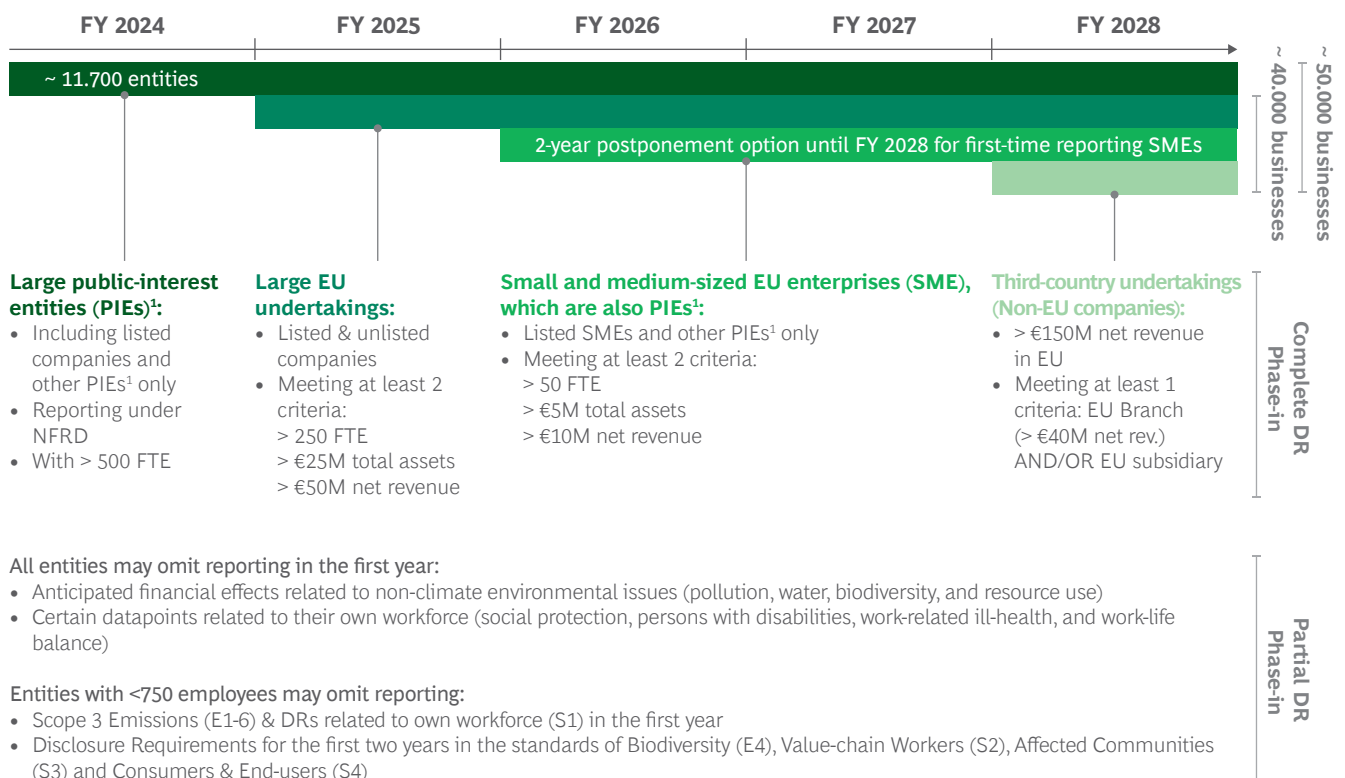 FY 2024
FY 2025
FY 2026
FY 2027
FY 2028
~ 11.700 entities
2-year postponement option until FY 2028 for first-time reporting SMEs
~ 40.000 businesses
~ 50.000 businesses
Large public-interest
entities (PIEs)¹:
• Including listed
companies and
other PIEs¹ only
• Reporting under
NFRD
• With > 500 FTE
Large EU
undertakings:
• Listed & unlisted
companies
• Meeting at least 2
criteria:
> 250 FTE
> €25M total assets
> €50M net revenue
Small and medium-sized EU enterprises (SME),
which are also PIEs¹:
• Listed SMEs and other PIEs¹ only
• Meeting at least 2 criteria:
> 50 FTE
> €5M total assets
> €10M net revenue
Third-country undertakings
(Non-EU companies):
• > €150M net revenue
in EU
• Meeting at least 1
criteria: EU Branch
(> €40M net rev.)
AND/OR EU subsidiary
Complete DR
Phase-in
All entities may omit reporting in the first year:
• Anticipated financial effects related to non-climate environmental issues (pollution, water, biodiversity, and resource use)
• Certain datapoints related to their own workforce (social protection, persons with disabilities, work-related ill-health, and work-life
balance)
Entities with <750 employees may omit reporting:
• Scope 3 Emissions (E1-6) & DRs related to own workforce (S1) in the first year
• Disclosure Requirements for the first two years in the standards of Biodiversity (E4), Value-chain Workers (S2), Affected Communities
(S3) and Consumers & End-users (S4)
Partial DR
Phase-in